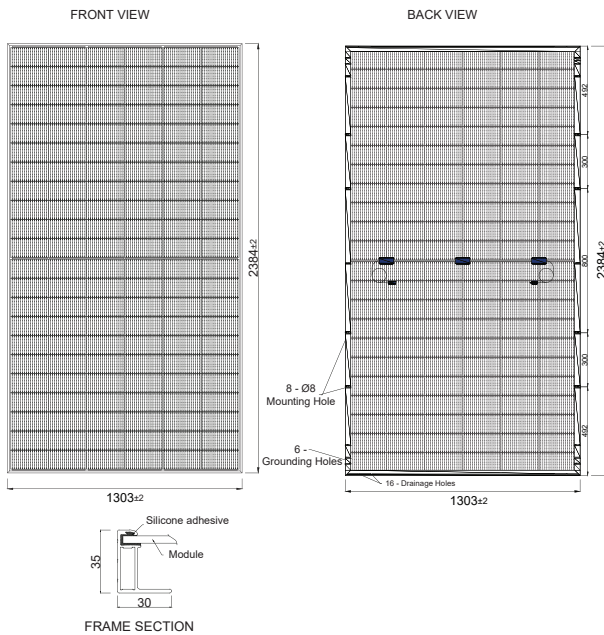 FRONT VIEW
BACK VIEW
2384±2
1303±2
492
300
800
300
492
2384±2
8 - Ø8
Mounting Hole
6 -
Grounding Holes
16 - Drainage Holes
1303±2
Silicone adhesive
Module
35
30
FRAME SECTION